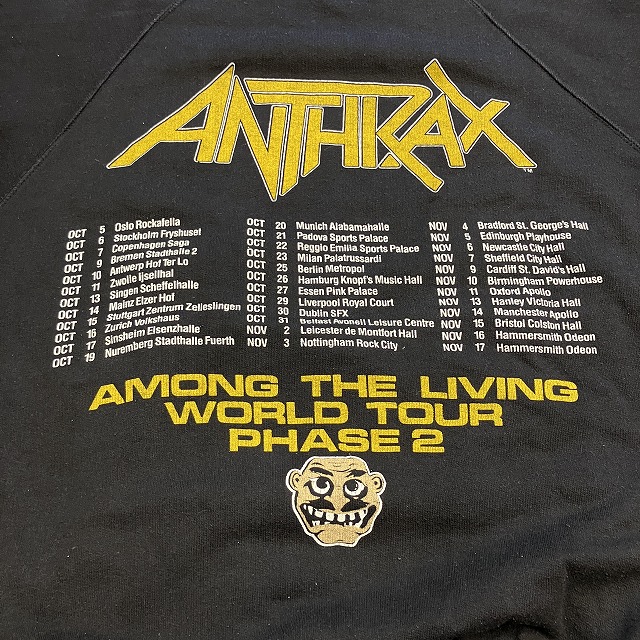 ANTHRAX
TM
OCT 5 Oslo Rockafella
OCT 6 Stockholm Fryshuset
OCT 7 Copenhagen Saga
OCT 9 Bremen Stadthalle 2
OCT 10 Antwerp Hof Ter Lo
OCT 11 Zwolle Ijsellhal
OCT 13 Singen Scheffelhalle
OCT 14 Mainz Elzer Hof
OCT 15 Stuttgart Zentrum Zelleslingen
OCT 16 Zurich Volkshaus
OCT 17 Sinsheim Eisenzhalle
OCT 19 Nuremberg Stadthalle Fuerth
OCT 20 Munich Alabamahalle
OCT 21 Padova Sports Palace
OCT 22 Reggio Emilia Sports Palace
OCT 23 Milan Palatrussardi
OCT 25 Berlin Metropol
OCT 26 Hamburg Knopf's Music Hall
OCT 27 Essen Pink Palace
OCT 29 Liverpool Royal Court
OCT 30 Dublin SFX
OCT 31 Belfast Avonell Leisure Centre
NOV 2 Leicester de Montfort Hall
NOV 3 Nottingham Rock City
NOV 4 Bradford St. George's Hall
NOV 5 Edinburgh Playhouse
NOV 6 Newcastle City Hall
NOV 7 Sheffield City Hall
NOV 9 Cardiff St. David's Hall
NOV 10 Birmingham Powerhouse
NOV 11 Oxford Apollo
NOV 13 Hanley Victoria Hall
NOV 14 Manchester Apollo
NOV 15 Bristol Colston Hall
NOV 16 Hammersmith Odeon
NOV 17 Hammersmith Odeon
AMONG THE LIVING
WORLD TOUR
PHASE 2